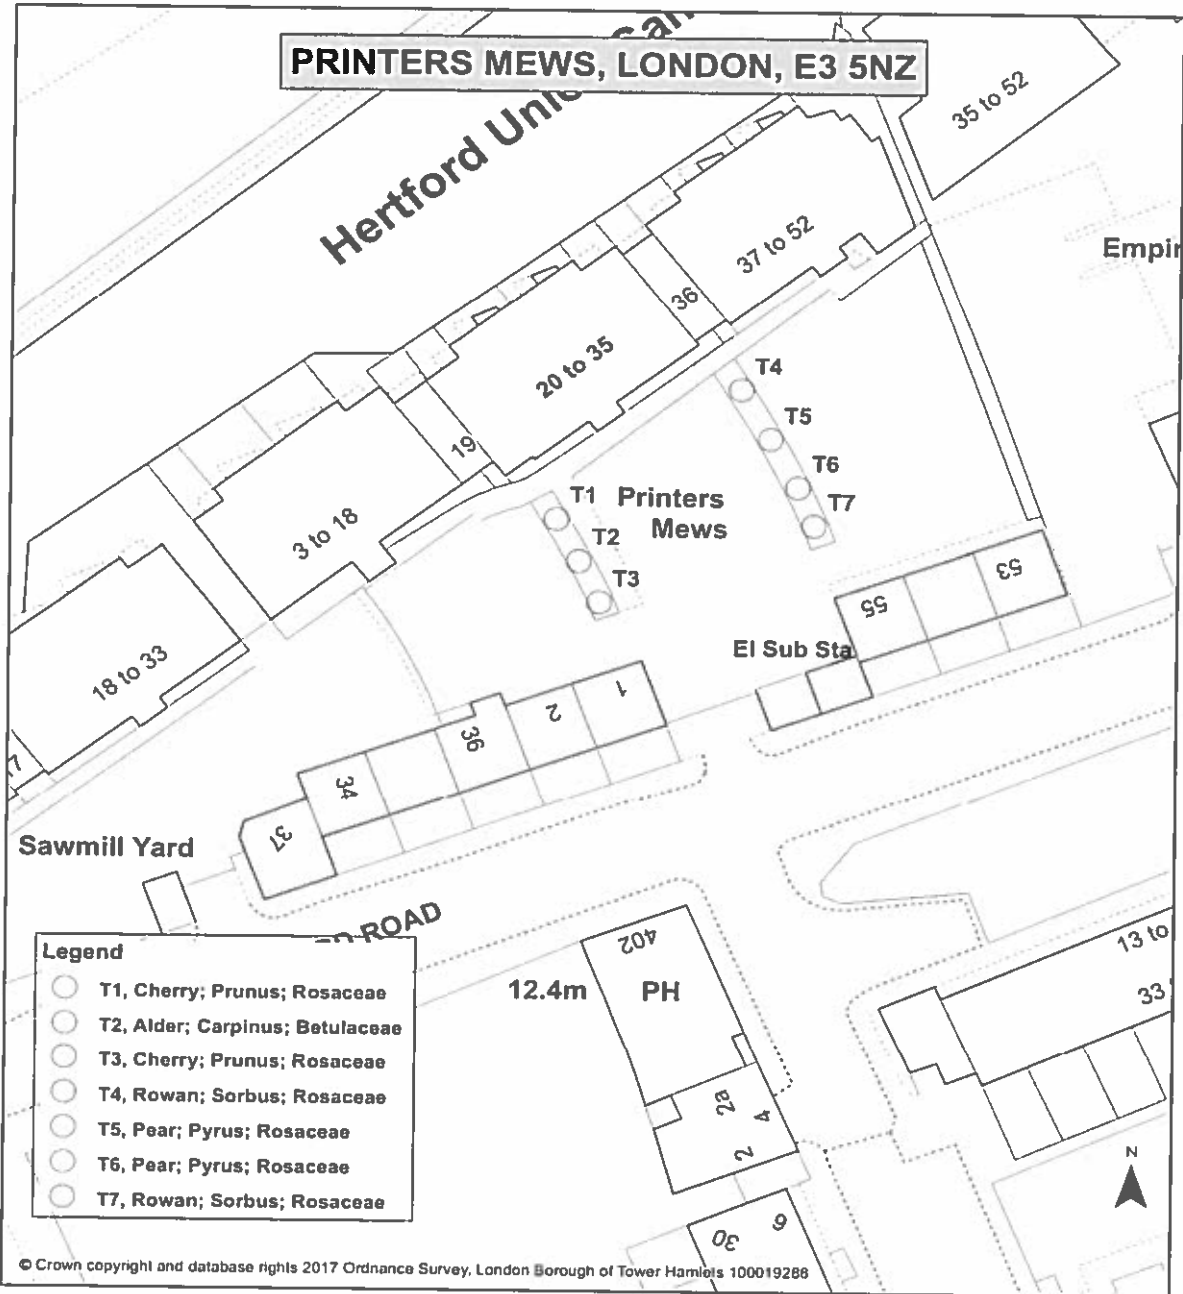 PRINTERS MEWS, LONDON, E3 5NZ
Hertford Union Can
35 to 52
Empir
37 to 52
36
20 to 35
19
3 to 18
18 to 33
T4
T5
T6
T7
T1
T2
T3
Printers
Mews
53
55
El Sub Sta
1
2
36
34
37
Sawmill Yard
ROAD
402
12.4m
PH
13 to
33
2a
4
2
6
30
N
Legend
T1, Cherry; Prunus; Rosaceae
T2, Alder; Carpinus; Betulaceae
T3, Cherry; Prunus; Rosaceae
T4, Rowan; Sorbus; Rosaceae
T5, Pear; Pyrus; Rosaceae
T6, Pear; Pyrus; Rosaceae
T7, Rowan; Sorbus; Rosaceae
© Crown copyright and database rights 2017 Ordnance Survey, London Borough of Tower Hamlets 100019288